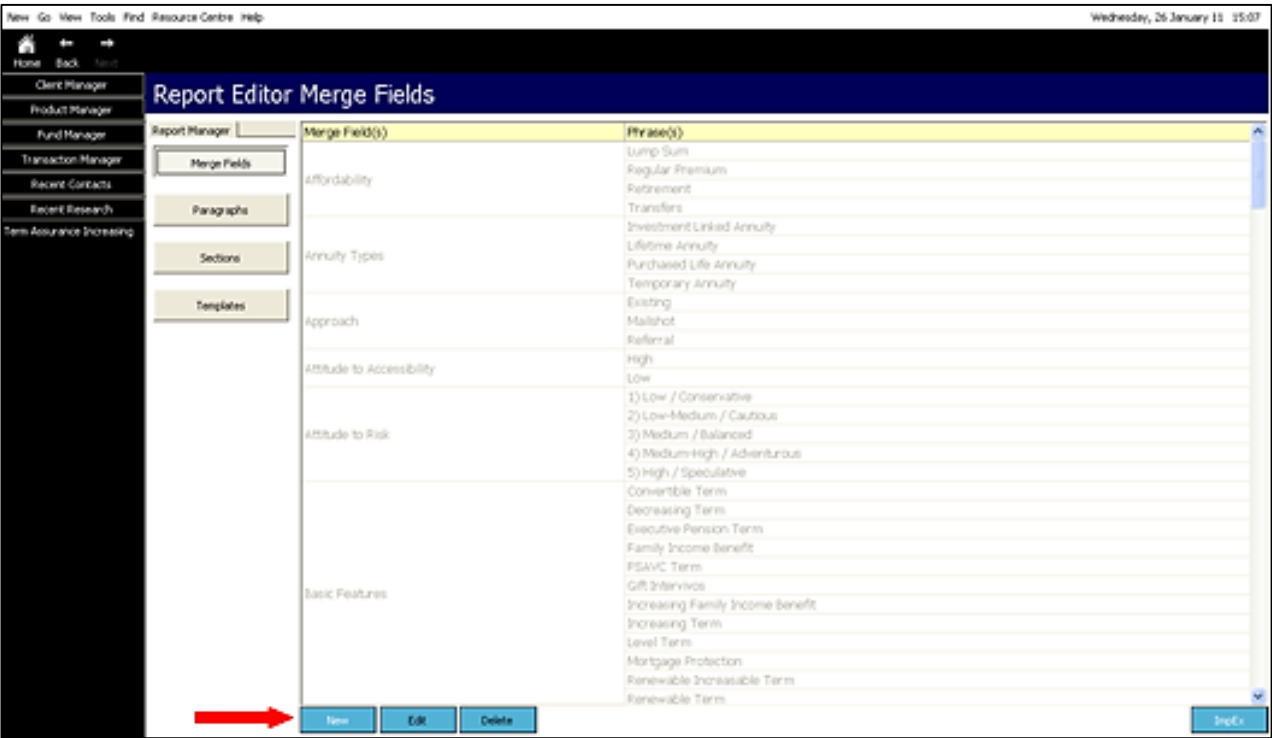 New Go View Tools Find Resource Centre Help
Wednesday, 26 January 11 15:07
Home Back Next
Client Manager
Product Manager
Fund Manager
Transaction Manager
Recent Contacts
Recent Research
Term Assurance Increasing
Report Editor Merge Fields
Report Manager
Merge Fields
Paragraphs
Sections
Templates
Merge Field(s) Phrase(s)
Affordability
Lump Sum
Regular Premium
Retirement
Transfers
Annuity Types
Investment Linked Annuity
Lifetime Annuity
Purchased Life Annuity
Temporary Annuity
Approach
Existing
Mailshot
Referral
Attitude to Accessibility
High
Low
Attitude to Risk
1) Low / Conservative
2) Low-Medium / Cautious
3) Medium / Balanced
4) Medium-High / Adventurous
5) High / Speculative
Basic Features
Convertible Term
Decreasing Term
Executive Pension Term
Family Income Benefit
FSAVC Term
Gift Intervivos
Increasing Family Income Benefit
Increasing Term
Level Term
Mortgage Protection
Renewable Increasable Term
Renewable Term
New Edit Delete ImpEx